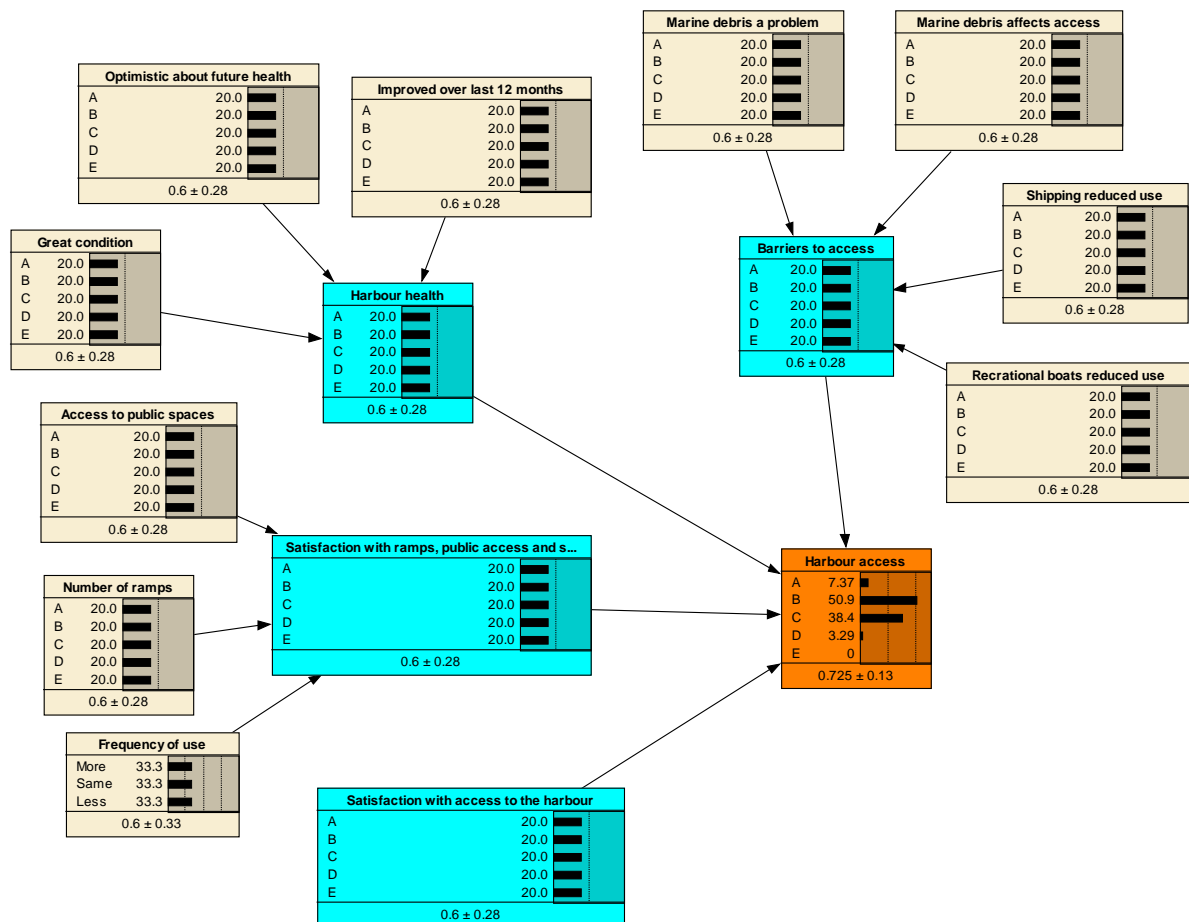 Marine debris a problem
A 20.0
B 20.0
C 20.0
D 20.0
E 20.0
0.6 ± 0.28
Marine debris affects access
A 20.0
B 20.0
C 20.0
D 20.0
E 20.0
0.6 ± 0.28
Optimistic about future health
A 20.0
B 20.0
C 20.0
D 20.0
E 20.0
0.6 ± 0.28
Improved over last 12 months
A 20.0
B 20.0
C 20.0
D 20.0
E 20.0
0.6 ± 0.28
Shipping reduced use
A 20.0
B 20.0
C 20.0
D 20.0
E 20.0
0.6 ± 0.28
Great condition
A 20.0
B 20.0
C 20.0
D 20.0
E 20.0
0.6 ± 0.28
Barriers to access
A 20.0
B 20.0
C 20.0
D 20.0
E 20.0
0.6 ± 0.28
Harbour health
A 20.0
B 20.0
C 20.0
D 20.0
E 20.0
0.6 ± 0.28
Recrational boats reduced use
A 20.0
B 20.0
C 20.0
D 20.0
E 20.0
0.6 ± 0.28
Access to public spaces
A 20.0
B 20.0
C 20.0
D 20.0
E 20.0
0.6 ± 0.28
Satisfaction with ramps, public access and s...
A 20.0
B 20.0
C 20.0
D 20.0
E 20.0
0.6 ± 0.28
Harbour access
A 7.37
B 50.9
C 38.4
D 3.29
E 0
0.725 ± 0.13
Number of ramps
A 20.0
B 20.0
C 20.0
D 20.0
E 20.0
0.6 ± 0.28
Frequency of use
More 33.3
Same 33.3
Less 33.3
0.6 ± 0.33
Satisfaction with access to the harbour
A 20.0
B 20.0
C 20.0
D 20.0
E 20.0
0.6 ± 0.28